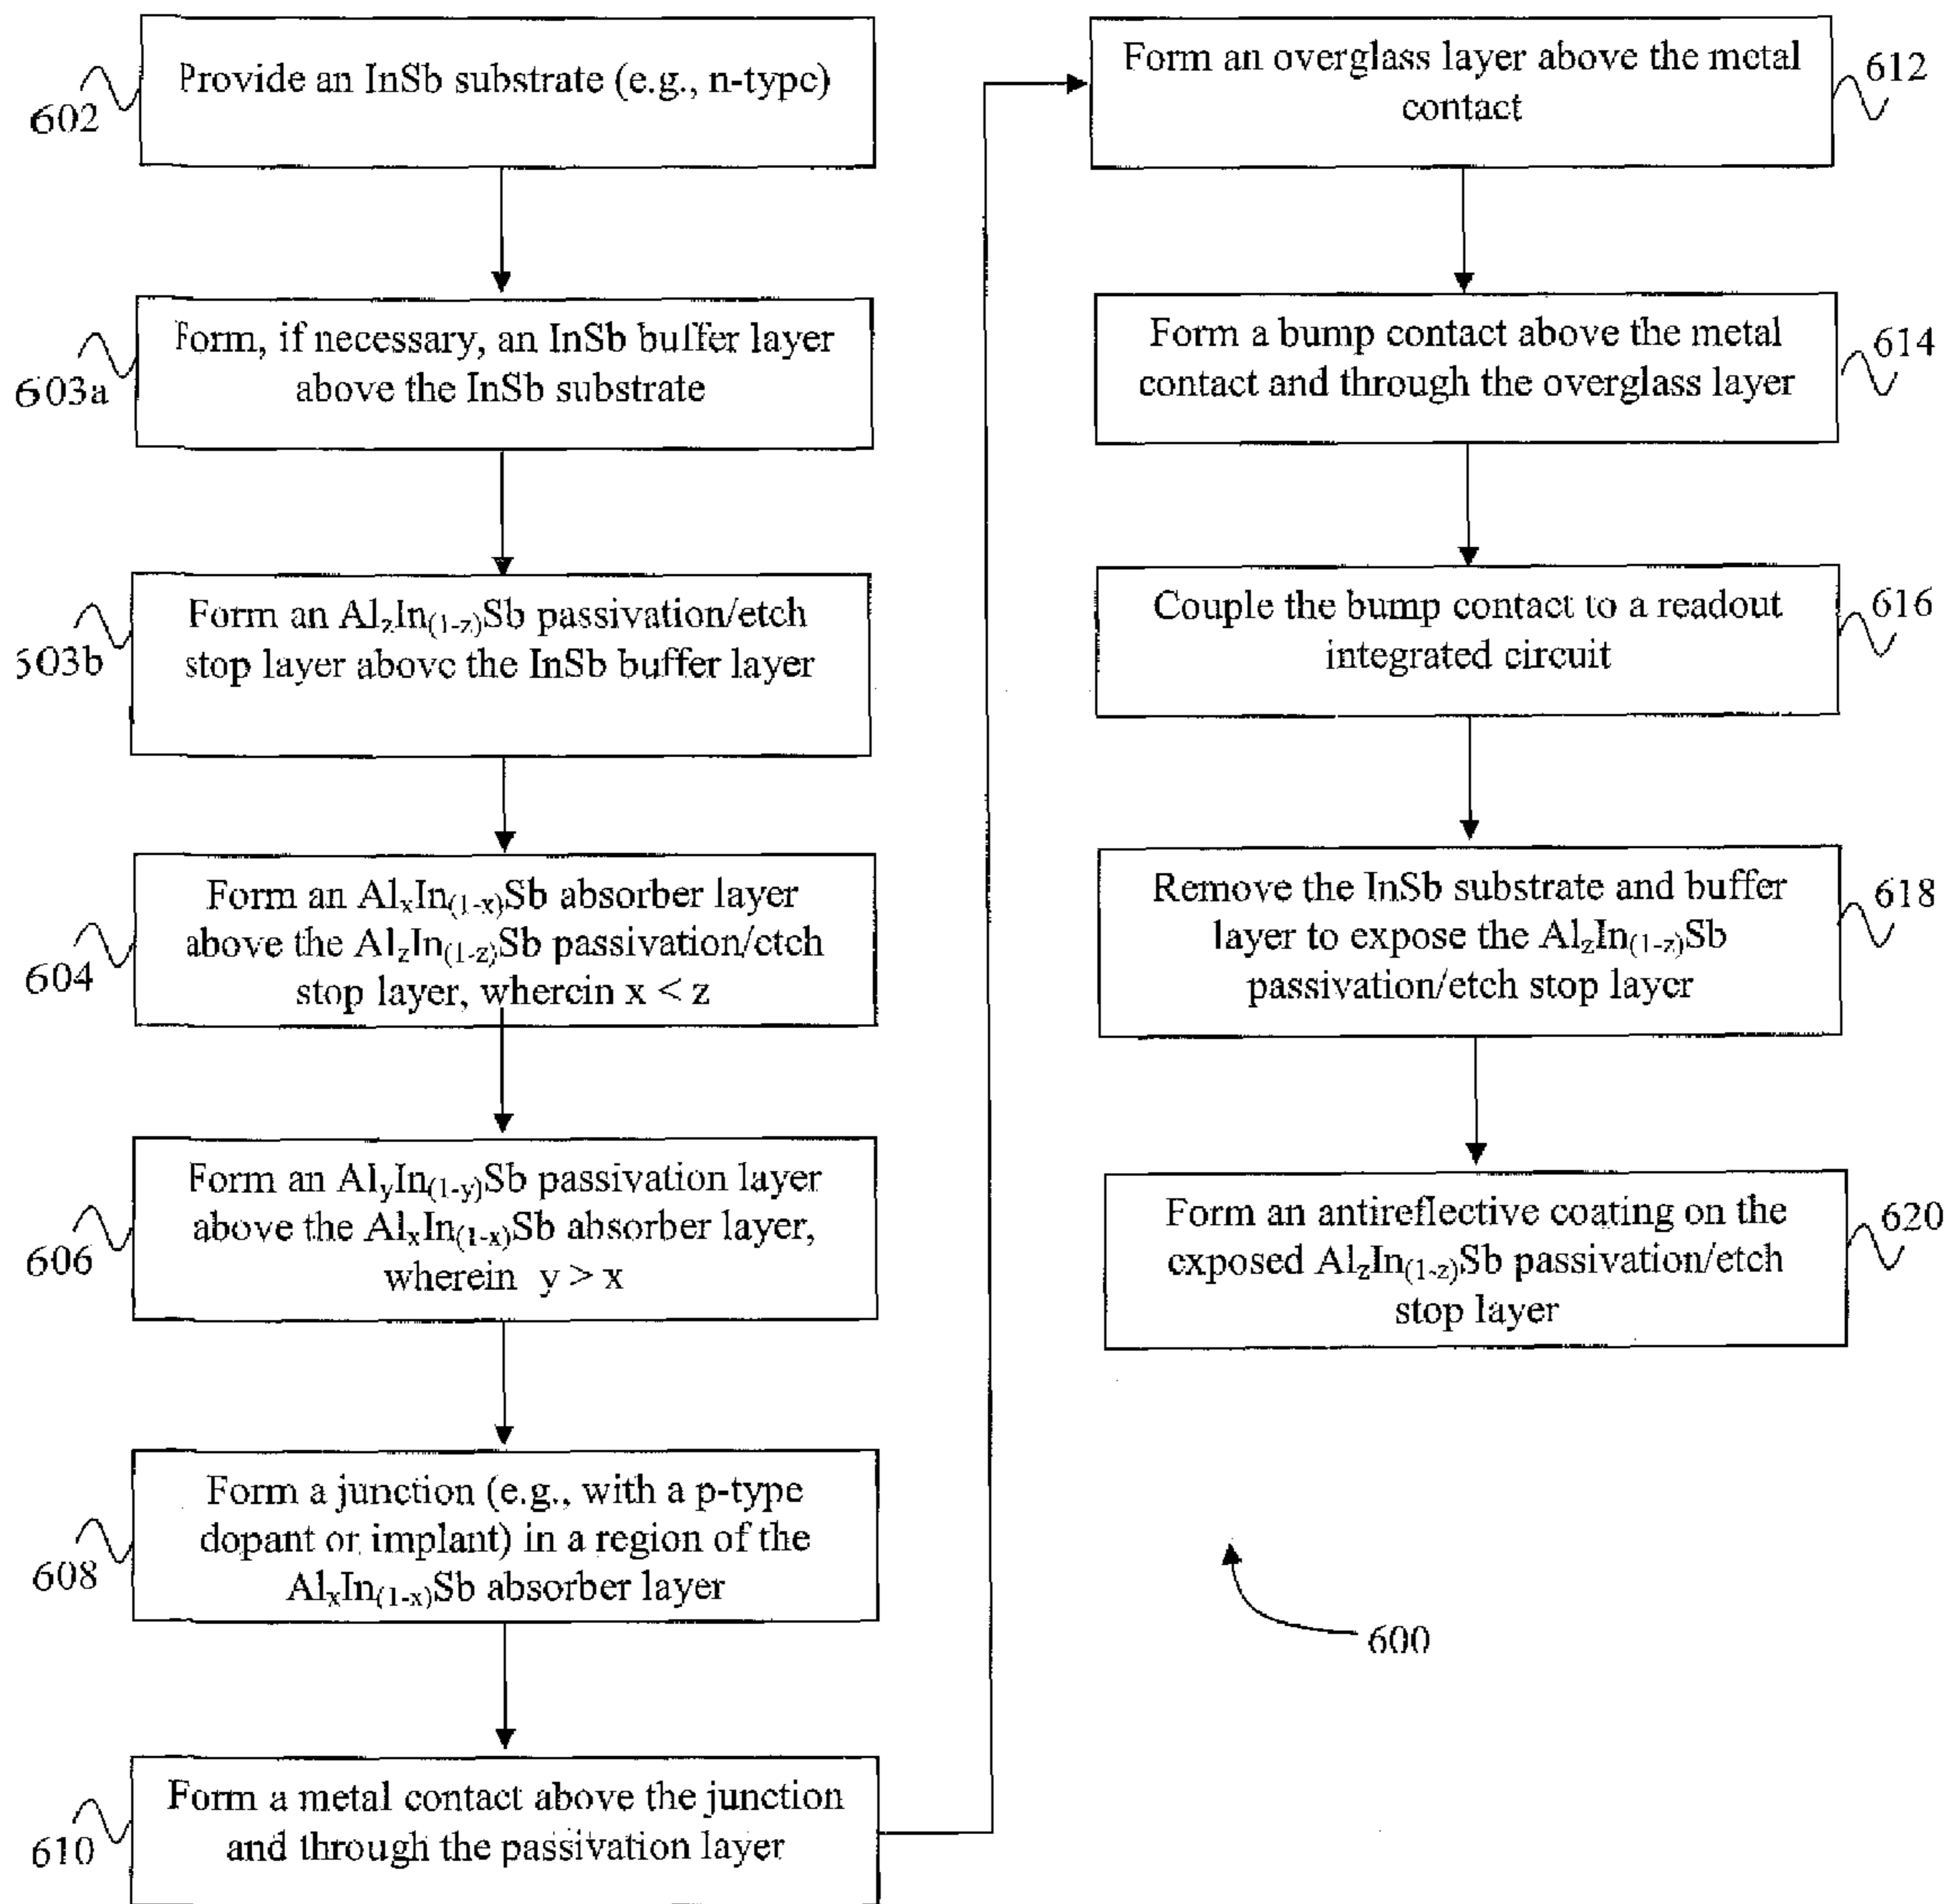 Provide an InSb substrate (e.g., n-type)
602
Form, if necessary, an InSb buffer layer
above the InSb substrate
603a
Form an Al_zIn_(1-z)Sb passivation/etch
stop layer above the InSb buffer layer
603b
Form an Al_xIn_(1-x)Sb absorber layer
above the Al_zIn_(1-z)Sb passivation/etch
stop layer, wherein x < z
604
Form an Al_yIn_(1-y)Sb passivation layer
above the Al_xIn_(1-x)Sb absorber layer,
wherein y > x
606
Form a junction (e.g., with a p-type
dopant or implant) in a region of the
Al_xIn_(1-x)Sb absorber layer
608
Form a metal contact above the junction
and through the passivation layer
610
Form an overglass layer above the metal
contact
612
Form a bump contact above the metal
contact and through the overglass layer
614
Couple the bump contact to a readout
integrated circuit
616
Remove the InSb substrate and buffer
layer to expose the Al_zIn_(1-z)Sb
passivation/etch stop layer
618
Form an antireflective coating on the
exposed Al_zIn_(1-z)Sb passivation/etch
stop layer
620
600